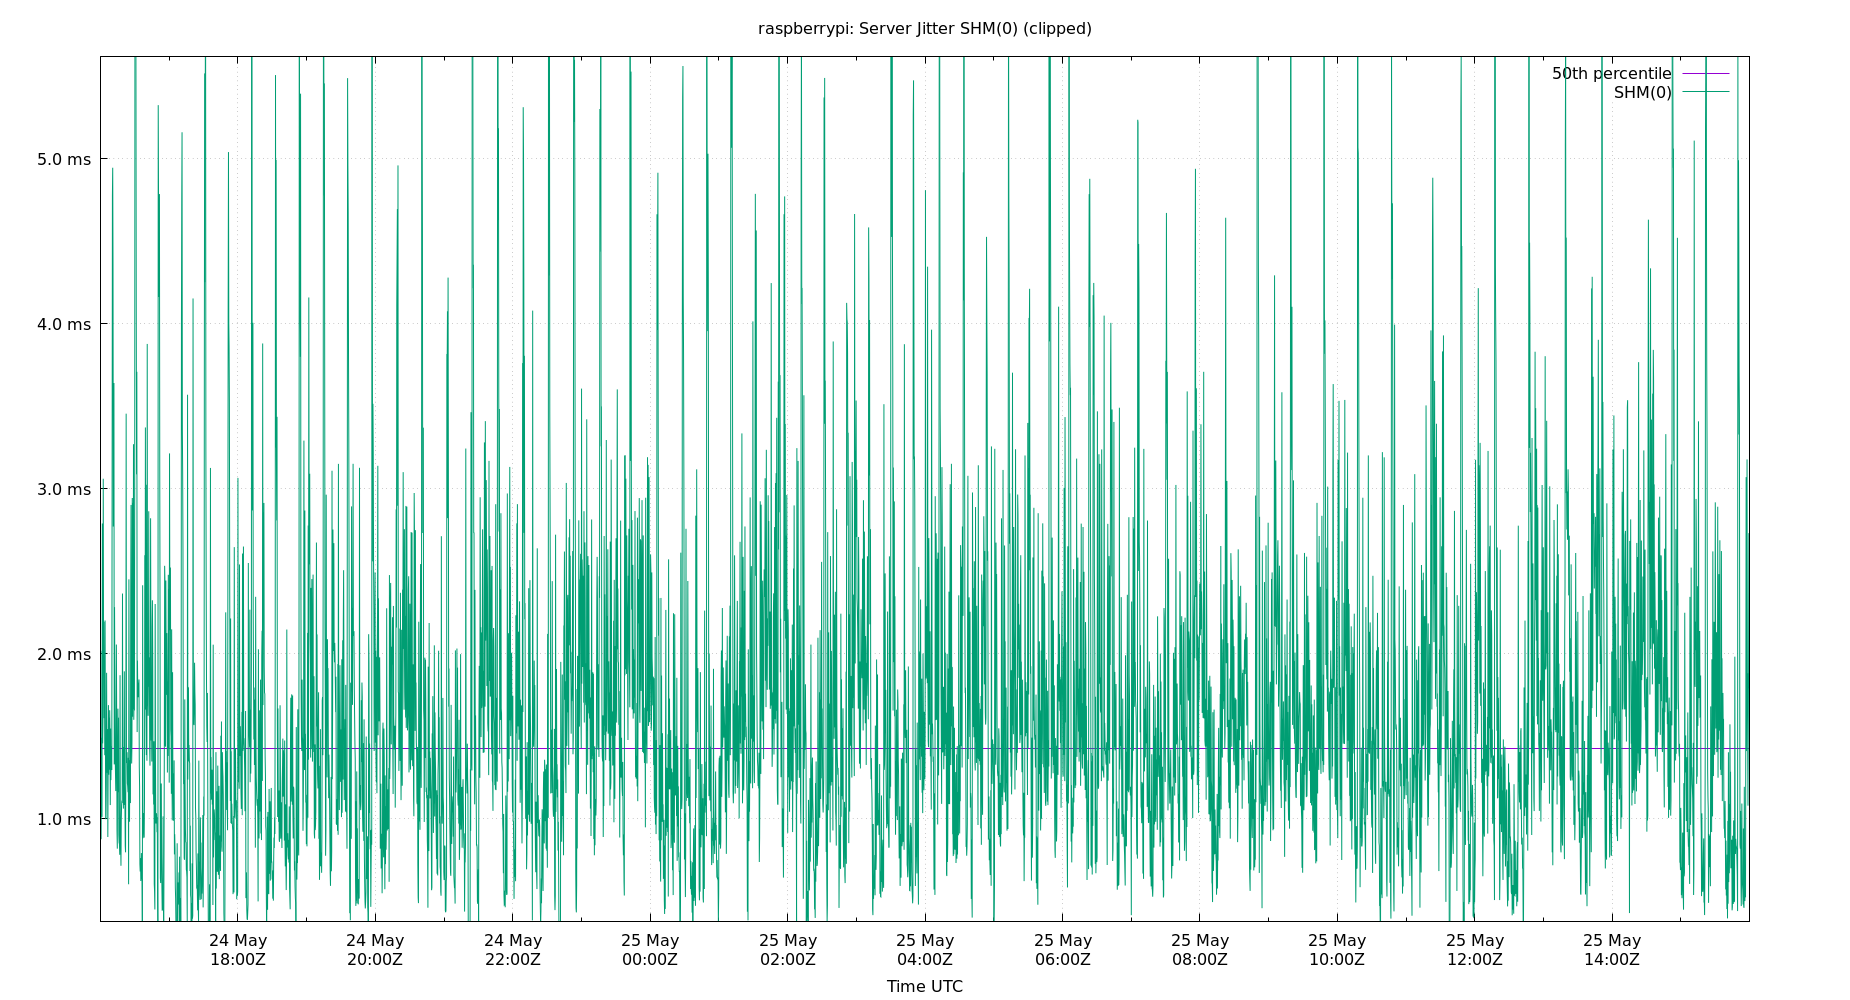 raspberrypi: Server Jitter SHM(0) (clipped)
50th percentile
SHM(0)
5.0 ms
4.0 ms
3.0 ms
2.0 ms
1.0 ms
24 May 24 May 24 May 25 May 25 May 25 May 25 May 25 May 25 May 25 May 25 May
18:00Z 20:00Z 22:00Z 00:00Z 02:00Z 04:00Z 06:00Z 08:00Z 10:00Z 12:00Z 14:00Z
Time UTC